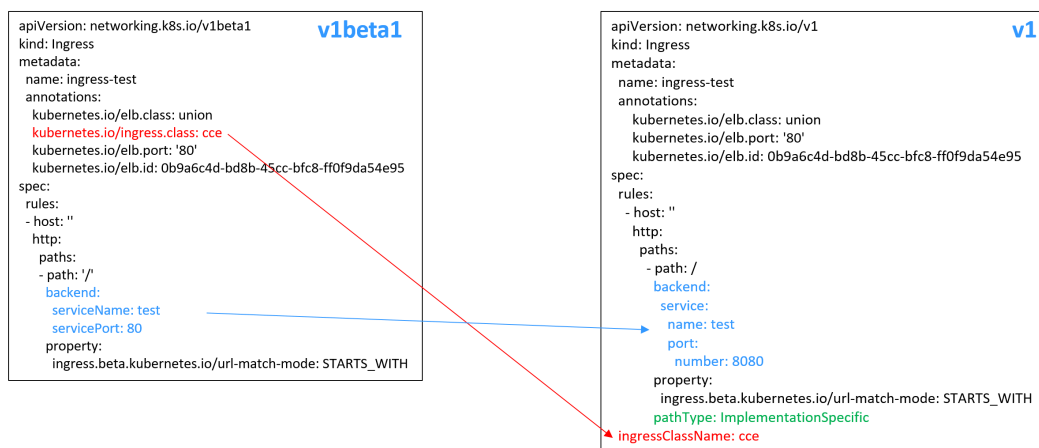 v1beta1
apiVersion: networking.k8s.io/v1beta1
kind: Ingress
metadata:
name: ingress-test
annotations:
kubernetes.io/elb.class: union
kubernetes.io/ingress.class: cce
kubernetes.io/elb.port: '80'
kubernetes.io/elb.id: 0b9a6c4d-bd8b-45cc-bfc8-ff0f9da54e95
spec:
rules:
- host: ''
http:
paths:
- path: '/'
backend:
serviceName: test
servicePort: 80
property:
ingress.beta.kubernetes.io/url-match-mode: STARTS_WITH
v1
apiVersion: networking.k8s.io/v1
kind: Ingress
metadata:
name: ingress-test
annotations:
kubernetes.io/elb.class: union
kubernetes.io/elb.port: '80'
kubernetes.io/elb.id: 0b9a6c4d-bd8b-45cc-bfc8-ff0f9da54e95
spec:
rules:
- host: ''
http:
paths:
- path: /
backend:
service:
name: test
port:
number: 8080
property:
ingress.beta.kubernetes.io/url-match-mode: STARTS_WITH
pathType: ImplementationSpecific
ingressClassName: cce